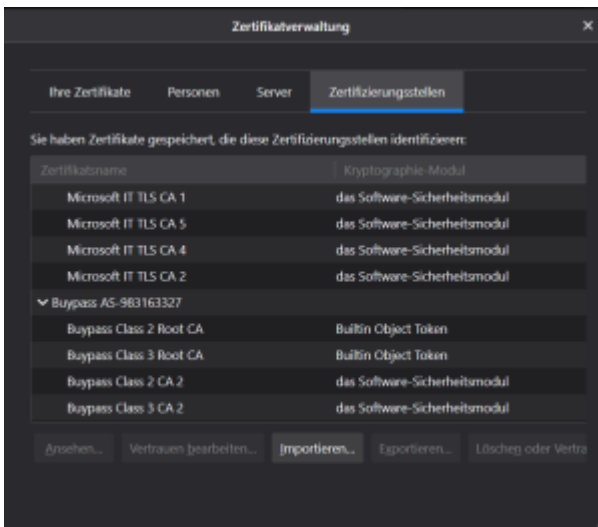 Zertifikatverwaltung
Ihre Zertifikate Personen Server Zertifizierungsstellen
Sie haben Zertifikate gespeichert, die diese Zertifizierungsstellen identifizieren:
Zertifikatsname Kryptographie-Modul
Microsoft IT TLS CA 1 das Software-Sicherheitsmodul
Microsoft IT TLS CA 5 das Software-Sicherheitsmodul
Microsoft IT TLS CA 4 das Software-Sicherheitsmodul
Microsoft IT TLS CA 2 das Software-Sicherheitsmodul
Buypass AS-983163327
Buypass Class 2 Root CA Builtin Object Token
Buypass Class 3 Root CA Builtin Object Token
Buypass Class 2 CA 2 das Software-Sicherheitsmodul
Buypass Class 3 CA 2 das Software-Sicherheitsmodul
Ansehen... Vertrauen bearbeiten... Importieren... Exportieren... Löschen oder Vertra